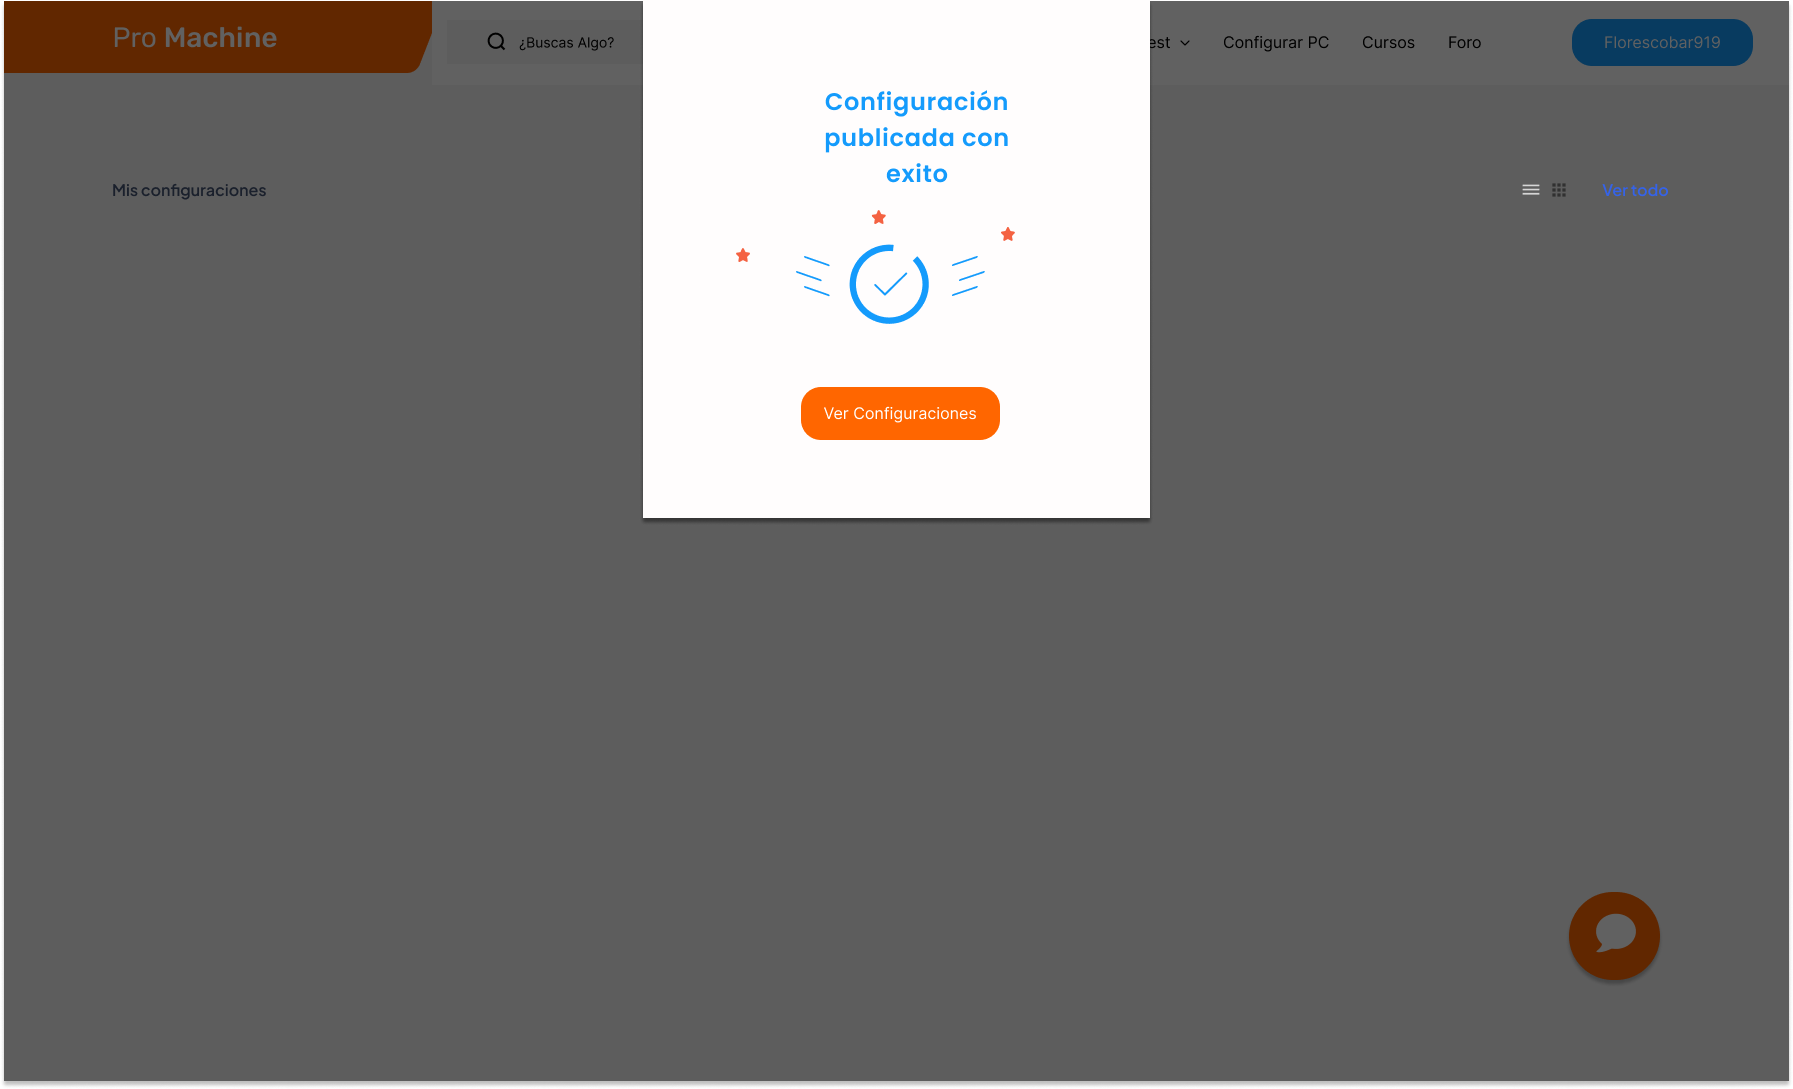 Pro Machine
¿Buscas Algo?
est
Configurar PC
Cursos
Foro
Florescobar919
Configuración
publicada con
exito
Mis configuraciones
Ver todo
Ver Configuraciones